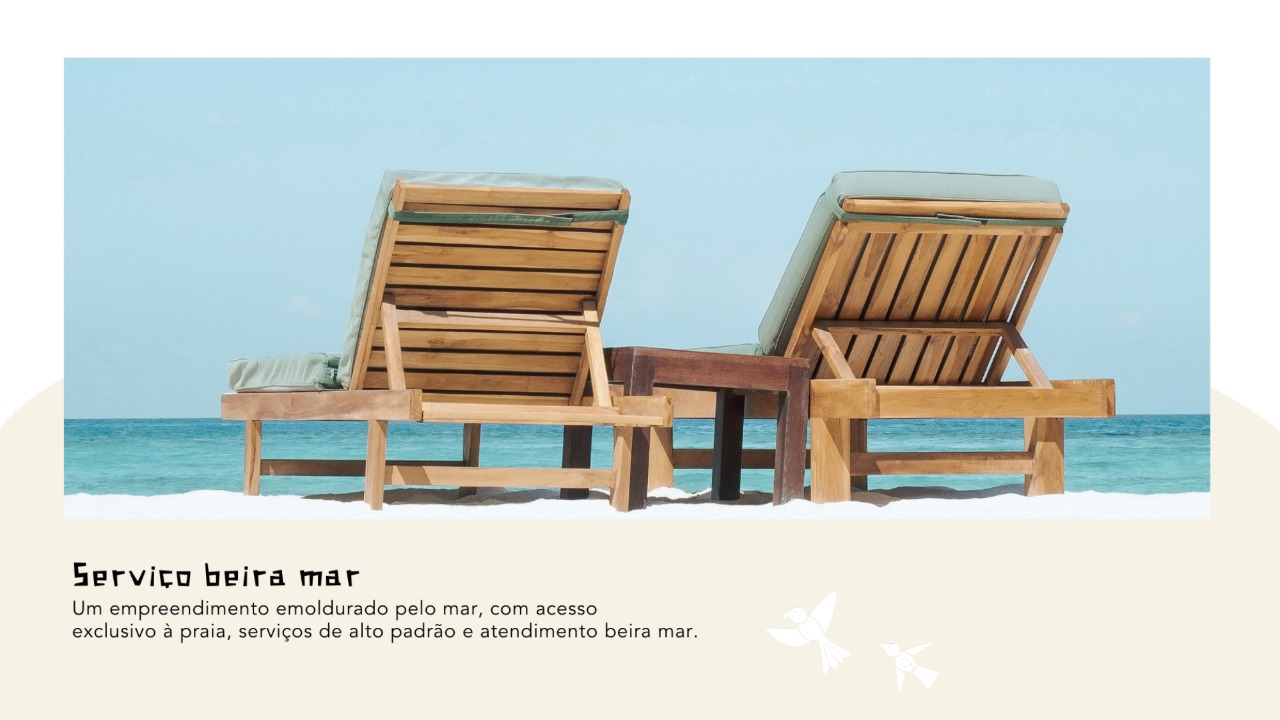 Serviço beira mar
Um empreendimento emoldurado pelo mar, com acesso
exclusivo à praia, serviços de alto padrão e atendimento beira mar.